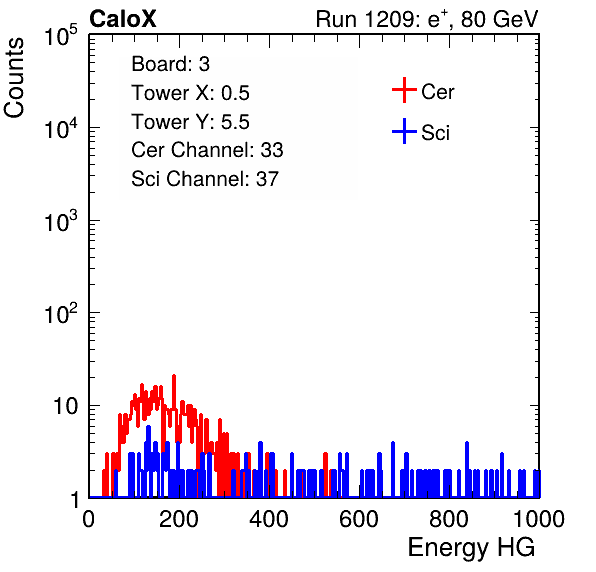 CaloX Run 1209: e⁺, 80 GeV
Counts
Board: 3
Tower X: 0.5
Tower Y: 5.5
Cer Channel: 33
Sci Channel: 37
Cer
Sci
10⁵
10⁴
10³
10²
10
1
0 200 400 600 800 1000
Energy HG